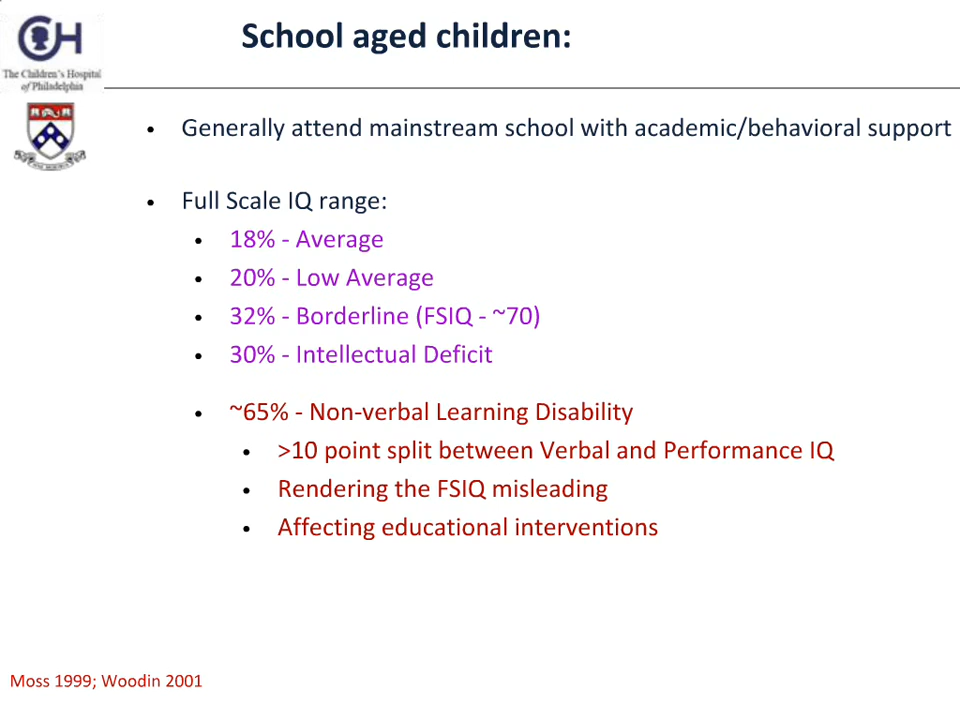 School aged children:
CH
The Children's Hospital
of Philadelphia
• Generally attend mainstream school with academic/behavioral support
• Full Scale IQ range:
• 18% - Average
• 20% - Low Average
• 32% - Borderline (FSIQ - ~70)
• 30% - Intellectual Deficit
• ~65% - Non-verbal Learning Disability
• >10 point split between Verbal and Performance IQ
• Rendering the FSIQ misleading
• Affecting educational interventions
Moss 1999; Woodin 2001